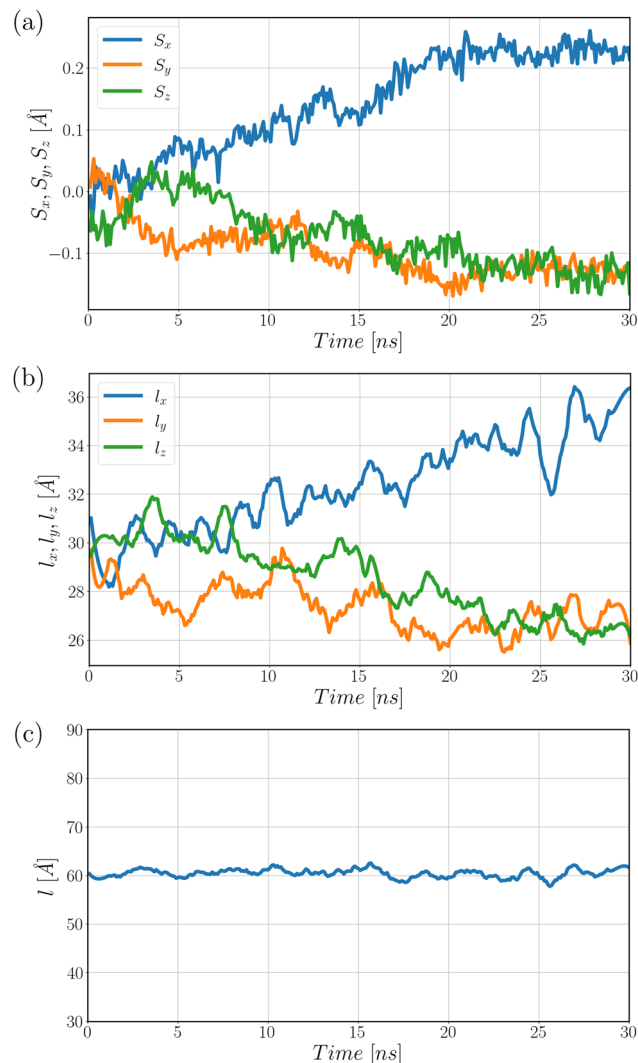 (a)
S_x
S_y
S_z
S_x, S_y, S_z [Å]
0.2
0.1
0.0
−0.1
0 5 10 15 20 25 30
Time [ns]
(b)
l_x
l_y
l_z
l_x, l_y, l_z [Å]
36
34
32
30
28
26
0 5 10 15 20 25 30
Time [ns]
(c)
l [Å]
90
80
70
60
50
40
30
0 5 10 15 20 25 30
Time [ns]